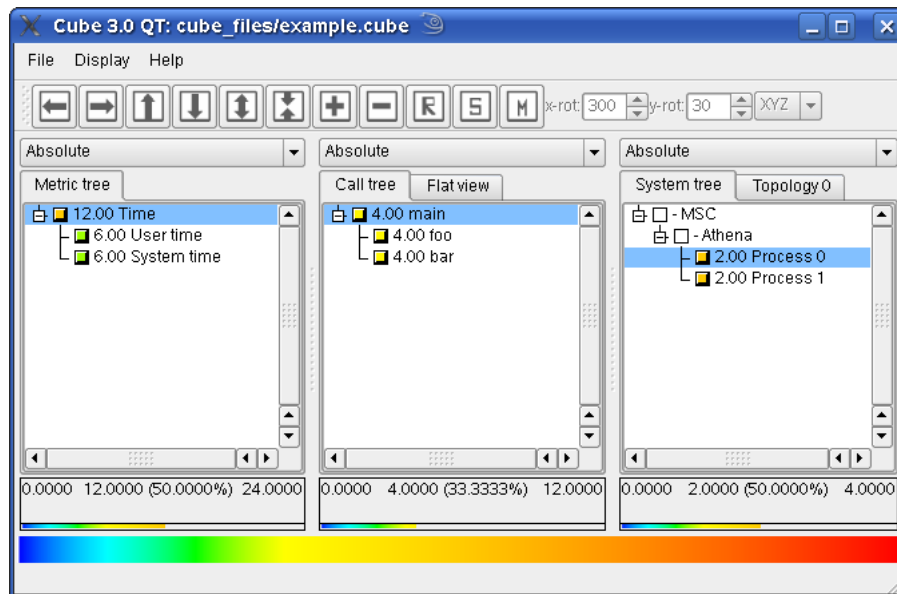 Cube 3.0 QT: cube_files/example.cube
File Display Help
R S M x-rot: 300 y-rot: 30 XYZ
Absolute Absolute Absolute
Metric tree Call tree Flat view System tree Topology 0
12.00 Time 4.00 main - MSC
6.00 User time 4.00 foo - Athena
6.00 System time 4.00 bar 2.00 Process 0
2.00 Process 1
0.0000 12.0000 (50.0000%) 24.0000 0.0000 4.0000 (33.3333%) 12.0000 0.0000 2.0000 (50.0000%) 4.0000